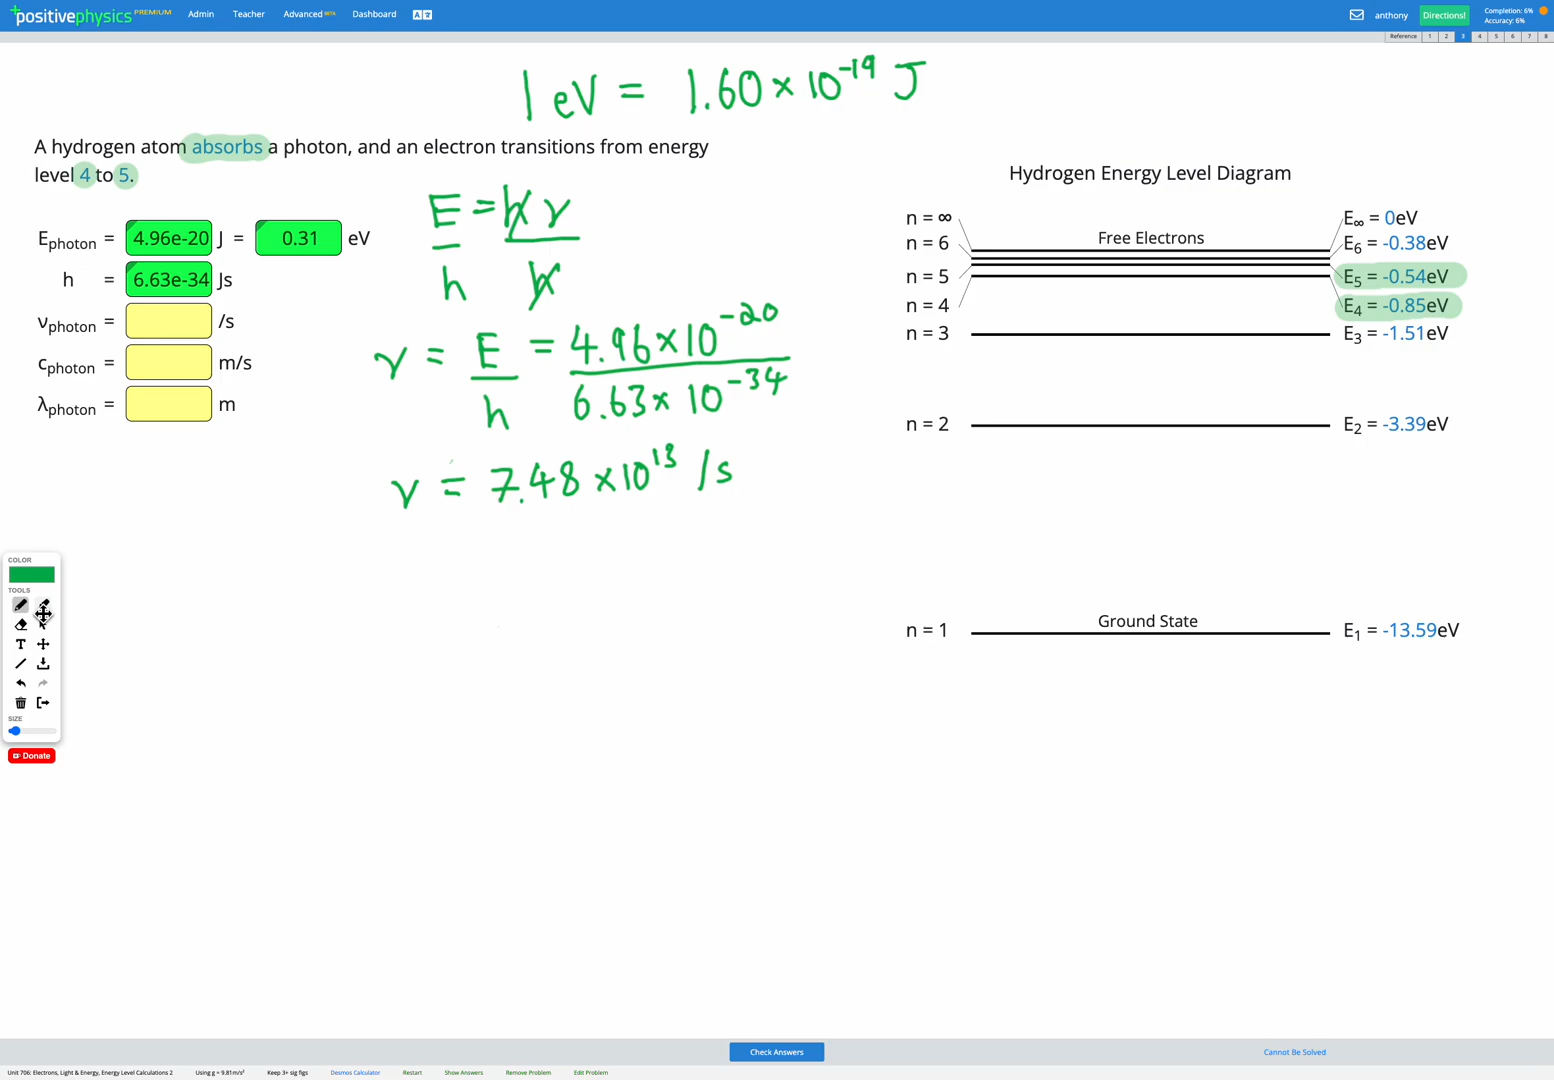 +positivephysics PREMIUM Admin Teacher Advanced BETA Dashboard A anthony Directions! Completion: 6%
Accuracy: 6%
Reference 1 2 3 4 5 6 7 8
1 eV = 1.60 × 10⁻¹⁹ J
A hydrogen atom absorbs a photon, and an electron transitions from energy
level 4 to 5.
Ephoton = 4.96e-20 J = 0.31 eV
h = 6.63e-34 Js
νphoton = /s
cphoton = m/s
λphoton = m
E = hν
h h
ν = E = 4.96 × 10⁻²⁰
h 6.63 × 10⁻³⁴
ν = 7.48 × 10¹³ /s
Hydrogen Energy Level Diagram
n = ∞ E∞ = 0eV
Free Electrons
n = 6 E₆ = -0.38eV
n = 5 E₅ = -0.54eV
n = 4 E₄ = -0.85eV
n = 3 E₃ = -1.51eV
n = 2 E₂ = -3.39eV
Ground State
n = 1 E₁ = -13.59eV
COLOR
TOOLS
T
SIZE
Donate
Check Answers Cannot Be Solved
Unit 706: Electrons, Light & Energy, Energy Level Calculations 2 Using g = 9.81m/s² Keep 3+ sig figs Desmos Calculator Restart Show Answers Remove Problem Edit Problem